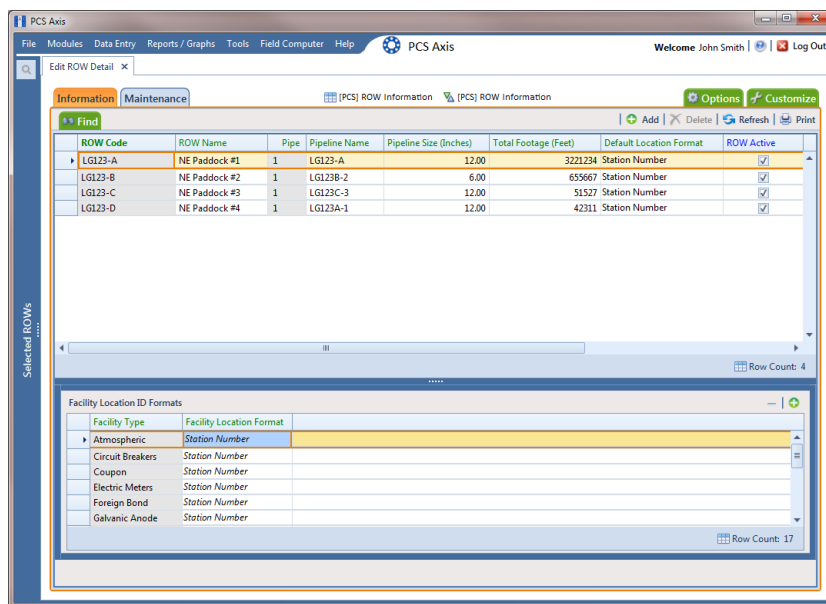 PCS Axis
File Modules Data Entry Reports / Graphs Tools Field Computer Help PCS Axis Welcome John Smith | | Log Out
Edit ROW Detail ×
Information Maintenance [PCS] ROW Information [PCS] ROW Information Options Customize
Find | Add | Delete | Refresh | Print
ROW Code ROW Name Pipe Pipeline Name Pipeline Size (Inches) Total Footage (Feet) Default Location Format ROW Active
LG123-A NE Paddock #1 1 LG123-A 12.00 3221234 Station Number
LG123-B NE Paddock #2 1 LG123B-2 6.00 655667 Station Number
LG123-C NE Paddock #3 1 LG123C-3 12.00 51527 Station Number
LG123-D NE Paddock #4 1 LG123A-1 12.00 42311 Station Number
Selected ROWs
Row Count: 4
Facility Location ID Formats
Facility Type Facility Location Format
Atmospheric Station Number
Circuit Breakers Station Number
Coupon Station Number
Electric Meters Station Number
Foreign Bond Station Number
Galvanic Anode Station Number
Row Count: 17